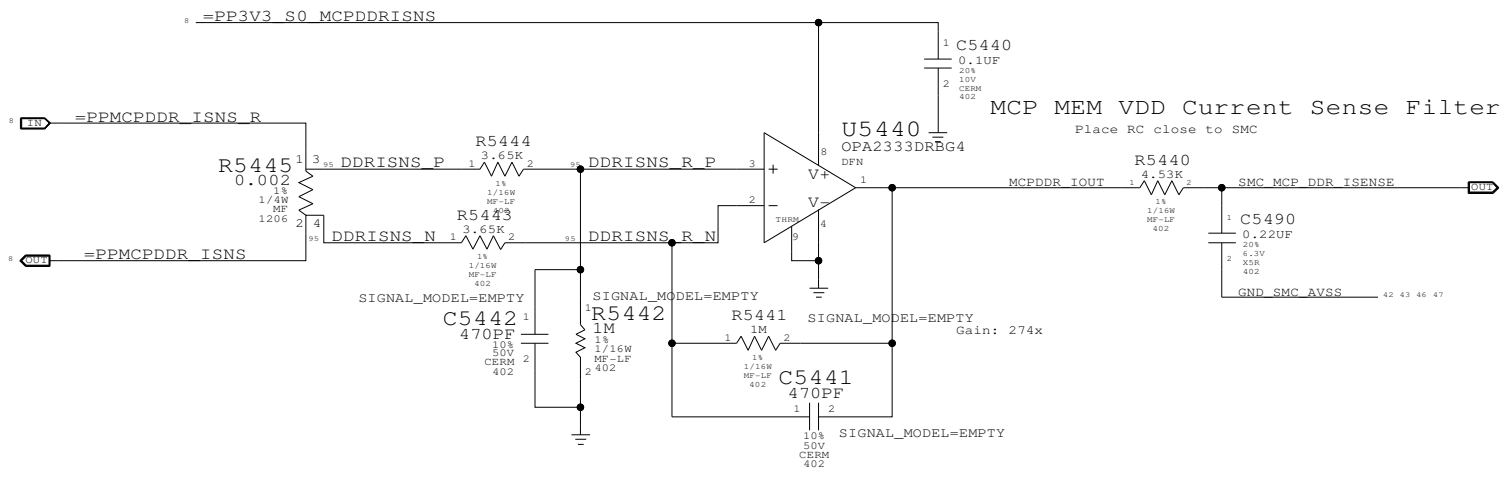 8 =PP3V3_S0_MCPDDRISNS
1 C5440
0.1UF
20%
10V
2 CERM
402
MCP MEM VDD Current Sense Filter
Place RC close to SMC
8 IN =PPMCPDDR_ISNS_R
R5445 1 3
0.002
1%
1/4W
MF
1206
2 4
95 DDRISNS_P
R5444
3.65K
1 2
1%
1/16W
MF-LF
402
95 DDRISNS_R_P
95 DDRISNS_N
R5443
3.65K
1 2
1%
1/16W
MF-LF
402
95 DDRISNS_R_N
8 OUT =PPMCPDDR_ISNS
U5440
OPA2333DRBG4
DFN
8
3 +
V+
1
2 −
V−
THRM
9 4
MCPDDR_IOUT
R5440
4.53K
1 2
1%
1/16W
MF-LF
402
SMC_MCP_DDR_ISENSE
OUT
1 C5490
0.22UF
20%
6.3V
2 X5R
402
GND_SMC_AVSS 42 43 46 47
SIGNAL_MODEL=EMPTY
C5442 1
470PF
10%
50V
CERM 2
402
SIGNAL_MODEL=EMPTY
1 R5442
1M
1%
1/16W
MF-LF
2 402
R5441
1M
1 2
1%
1/16W
MF-LF
402
SIGNAL_MODEL=EMPTY
Gain: 274x
C5441
470PF
1 2
10%
50V
CERM
402
SIGNAL_MODEL=EMPTY